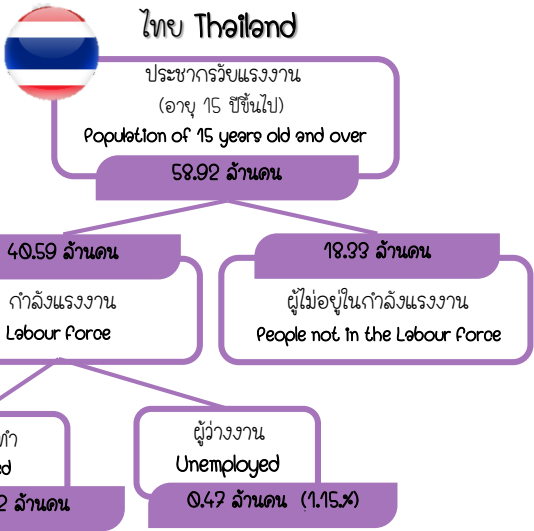 ไทย Thailand
ประชากรวัยแรงงาน
(อายุ 15 ปีขึ้นไป)
Population of 15 years old and over
58.92 ล้านคน
40.59 ล้านคน
18.33 ล้านคน
กำลังแรงงาน
Labour Force
ผู้ไม่อยู่ในกำลังแรงงาน
People not in the Labour Force
ผู้ว่างงาน
Unemployed
ล้านคน
0.47 ล้านคน (1.15%)